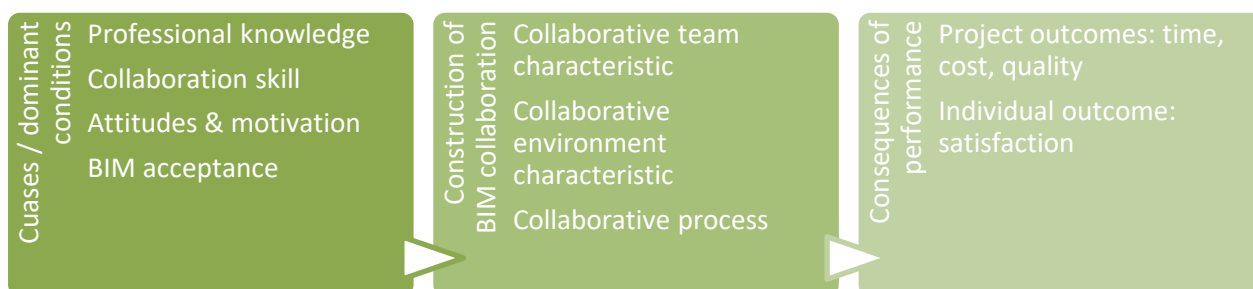 Cuases / dominant
conditions
Professional knowledge
Collaboration skill
Attitudes & motivation
BIM acceptance
Construction of
BIM collaboration
Collaborative team
characteristic
Collaborative
environment
characteristic
Collaborative process
Consequences of
performance
Project outcomes: time,
cost, quality
Individual outcome:
satisfaction